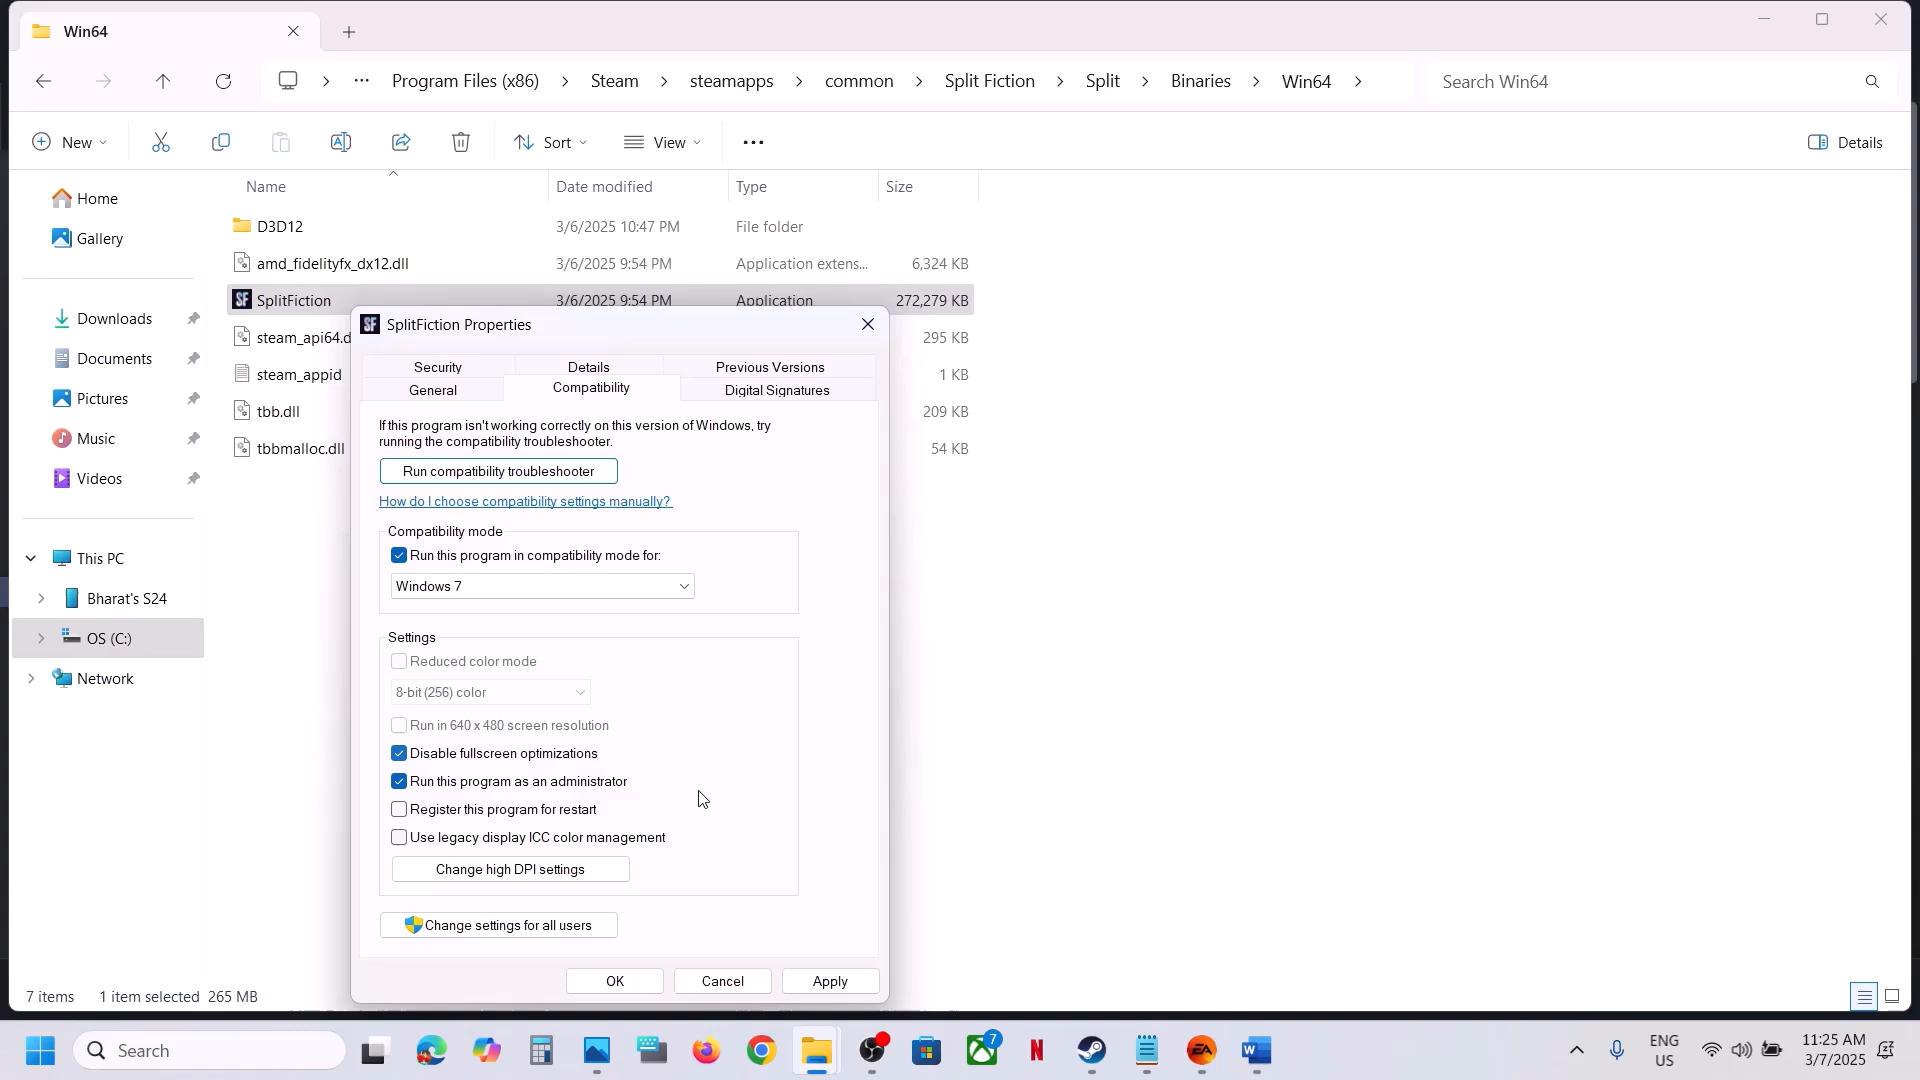 Win64
Program Files (x86)
Steam
steamapps
common
Split Fiction
Split
Binaries
Win64
Search Win64
New
Sort
View
Details
Name
Date modified
Type
Size
Home
Gallery
Downloads
Documents
Pictures
Music
Videos
This PC
Bharat's S24
OS (C:)
Network
D3D12 3/6/2025 10:47 PM File folder
amd_fidelityfx_dx12.dll 3/6/2025 9:54 PM Application extens... 6,324 KB
SF SplitFiction 3/6/2025 9:54 PM Application 272,279 KB
steam_api64.d 295 KB
steam_appid 1 KB
tbb.dll 209 KB
tbbmalloc.dll 54 KB
SF SplitFiction Properties
Security
Details
Previous Versions
General
Compatibility
Digital Signatures
If this program isn't working correctly on this version of Windows, try
running the compatibility troubleshooter.
Run compatibility troubleshooter
How do I choose compatibility settings manually?
Compatibility mode
Run this program in compatibility mode for:
Windows 7
Settings
Reduced color mode
8-bit (256) color
Run in 640 x 480 screen resolution
Disable fullscreen optimizations
Run this program as an administrator
Register this program for restart
Use legacy display ICC color management
Change high DPI settings
Change settings for all users
OK
Cancel
Apply
7 items 1 item selected 265 MB
Search
7
N
EA
W
ENG
US
11:25 AM
3/7/2025